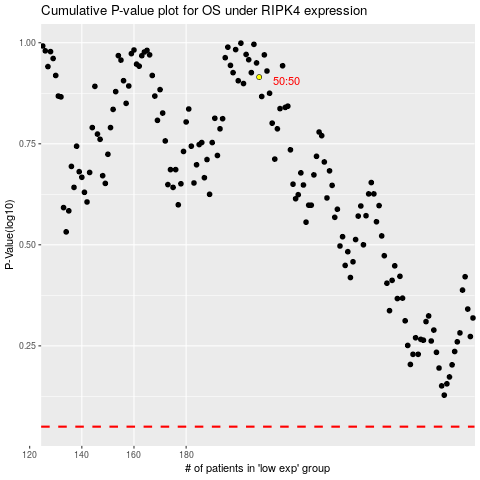 Cumulative P-value plot for OS under RIPK4 expression
1.00
50:50
0.75
0.50
0.25
P-Value(log10)
120 140 160 180
# of patients in 'low exp' group